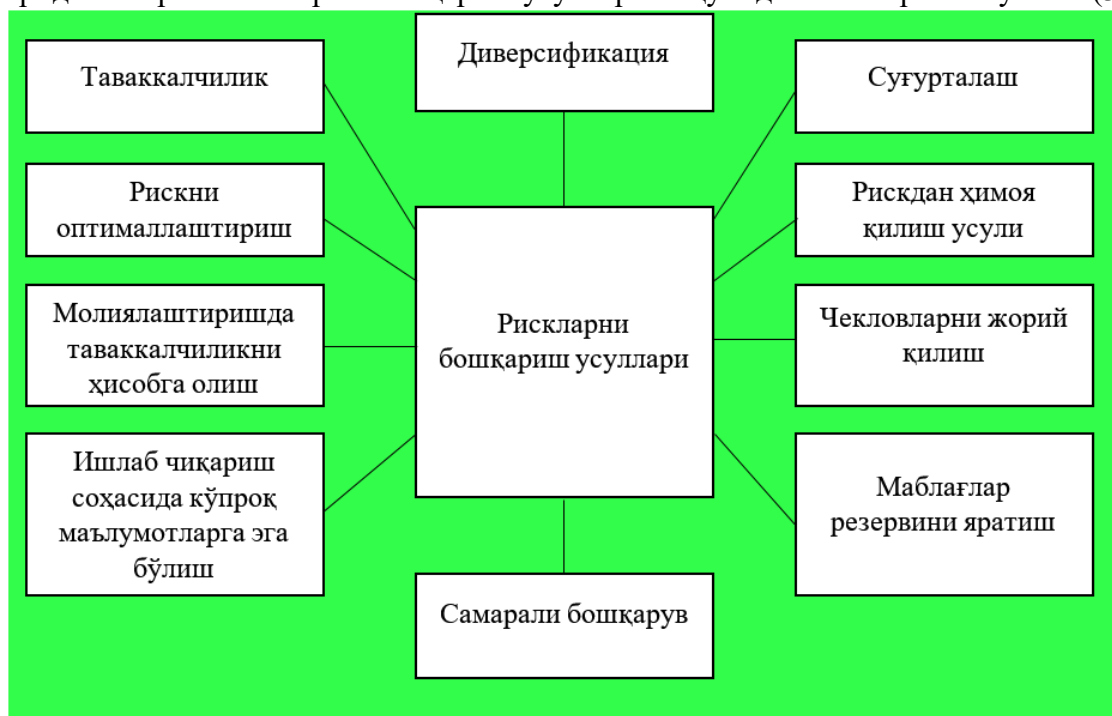 Диверсификация
Таваккалчилик
Суғурталаш
Рискни
оптималлаштириш
Рискдан ҳимоя
қилиш усули
Молиялаштиришда
таваккалчиликни
ҳисобга олиш
Рискларни
бошқариш усуллари
Чекловларни жорий
қилиш
Ишлаб чиқариш
соҳасида кўпроқ
маълумотларга эга
бўлиш
Маблағлар
резервини яратиш
Самарали бошқарув